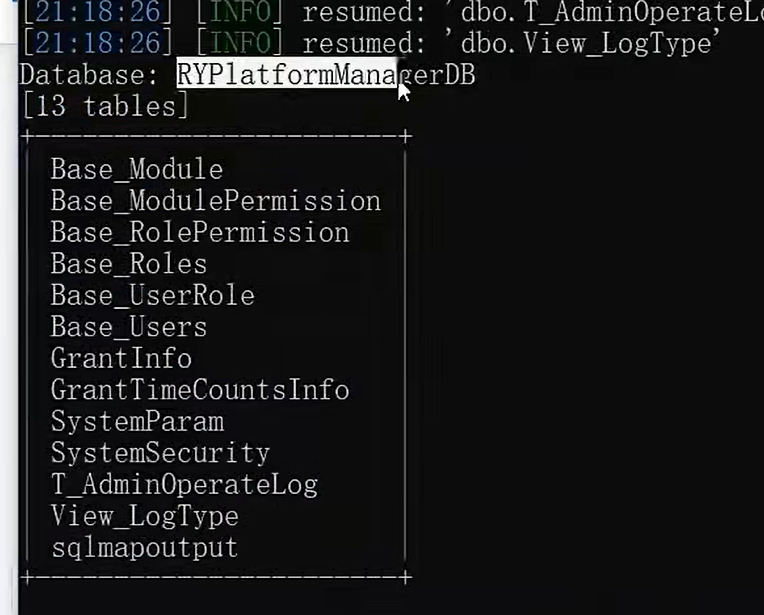 [21:18:26] [INFO] resumed: 'dbo.T_AdminOperateL
[21:18:26] [INFO] resumed: 'dbo.View_LogType'
Database: RYPlatformManagerDB
[13 tables]
Base_Module
Base_ModulePermission
Base_RolePermission
Base_Roles
Base_UserRole
Base_Users
GrantInfo
GrantTimeCountsInfo
SystemParam
SystemSecurity
T_AdminOperateLog
View_LogType
sqlmapoutput